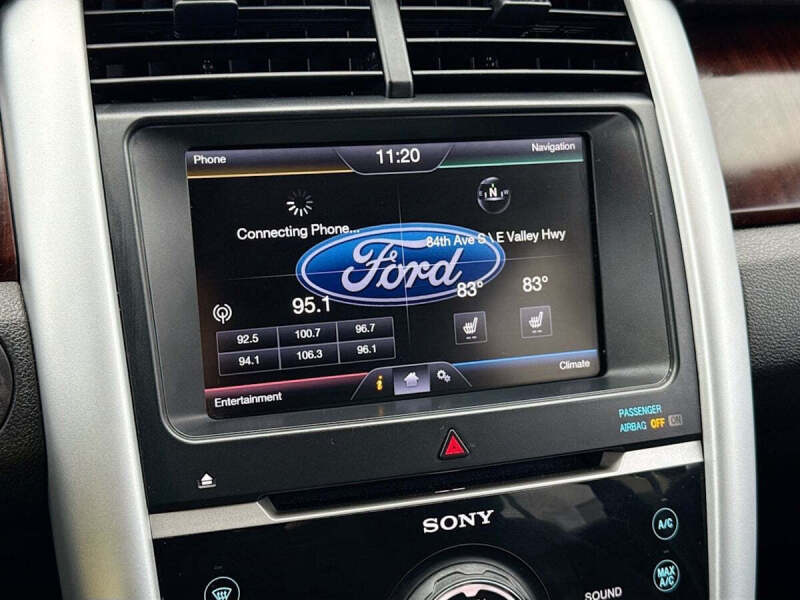 Phone
11:20
Navigation
E N W
Connecting Phone...
84th Ave S \ E Valley Hwy
Ford
83° 83°
95.1
92.5 100.7 96.7
94.1 106.3 96.1
i
Entertainment
Climate
PASSENGER
AIRBAG OFF ON
SONY
A/C
MAX
A/C
SOUND